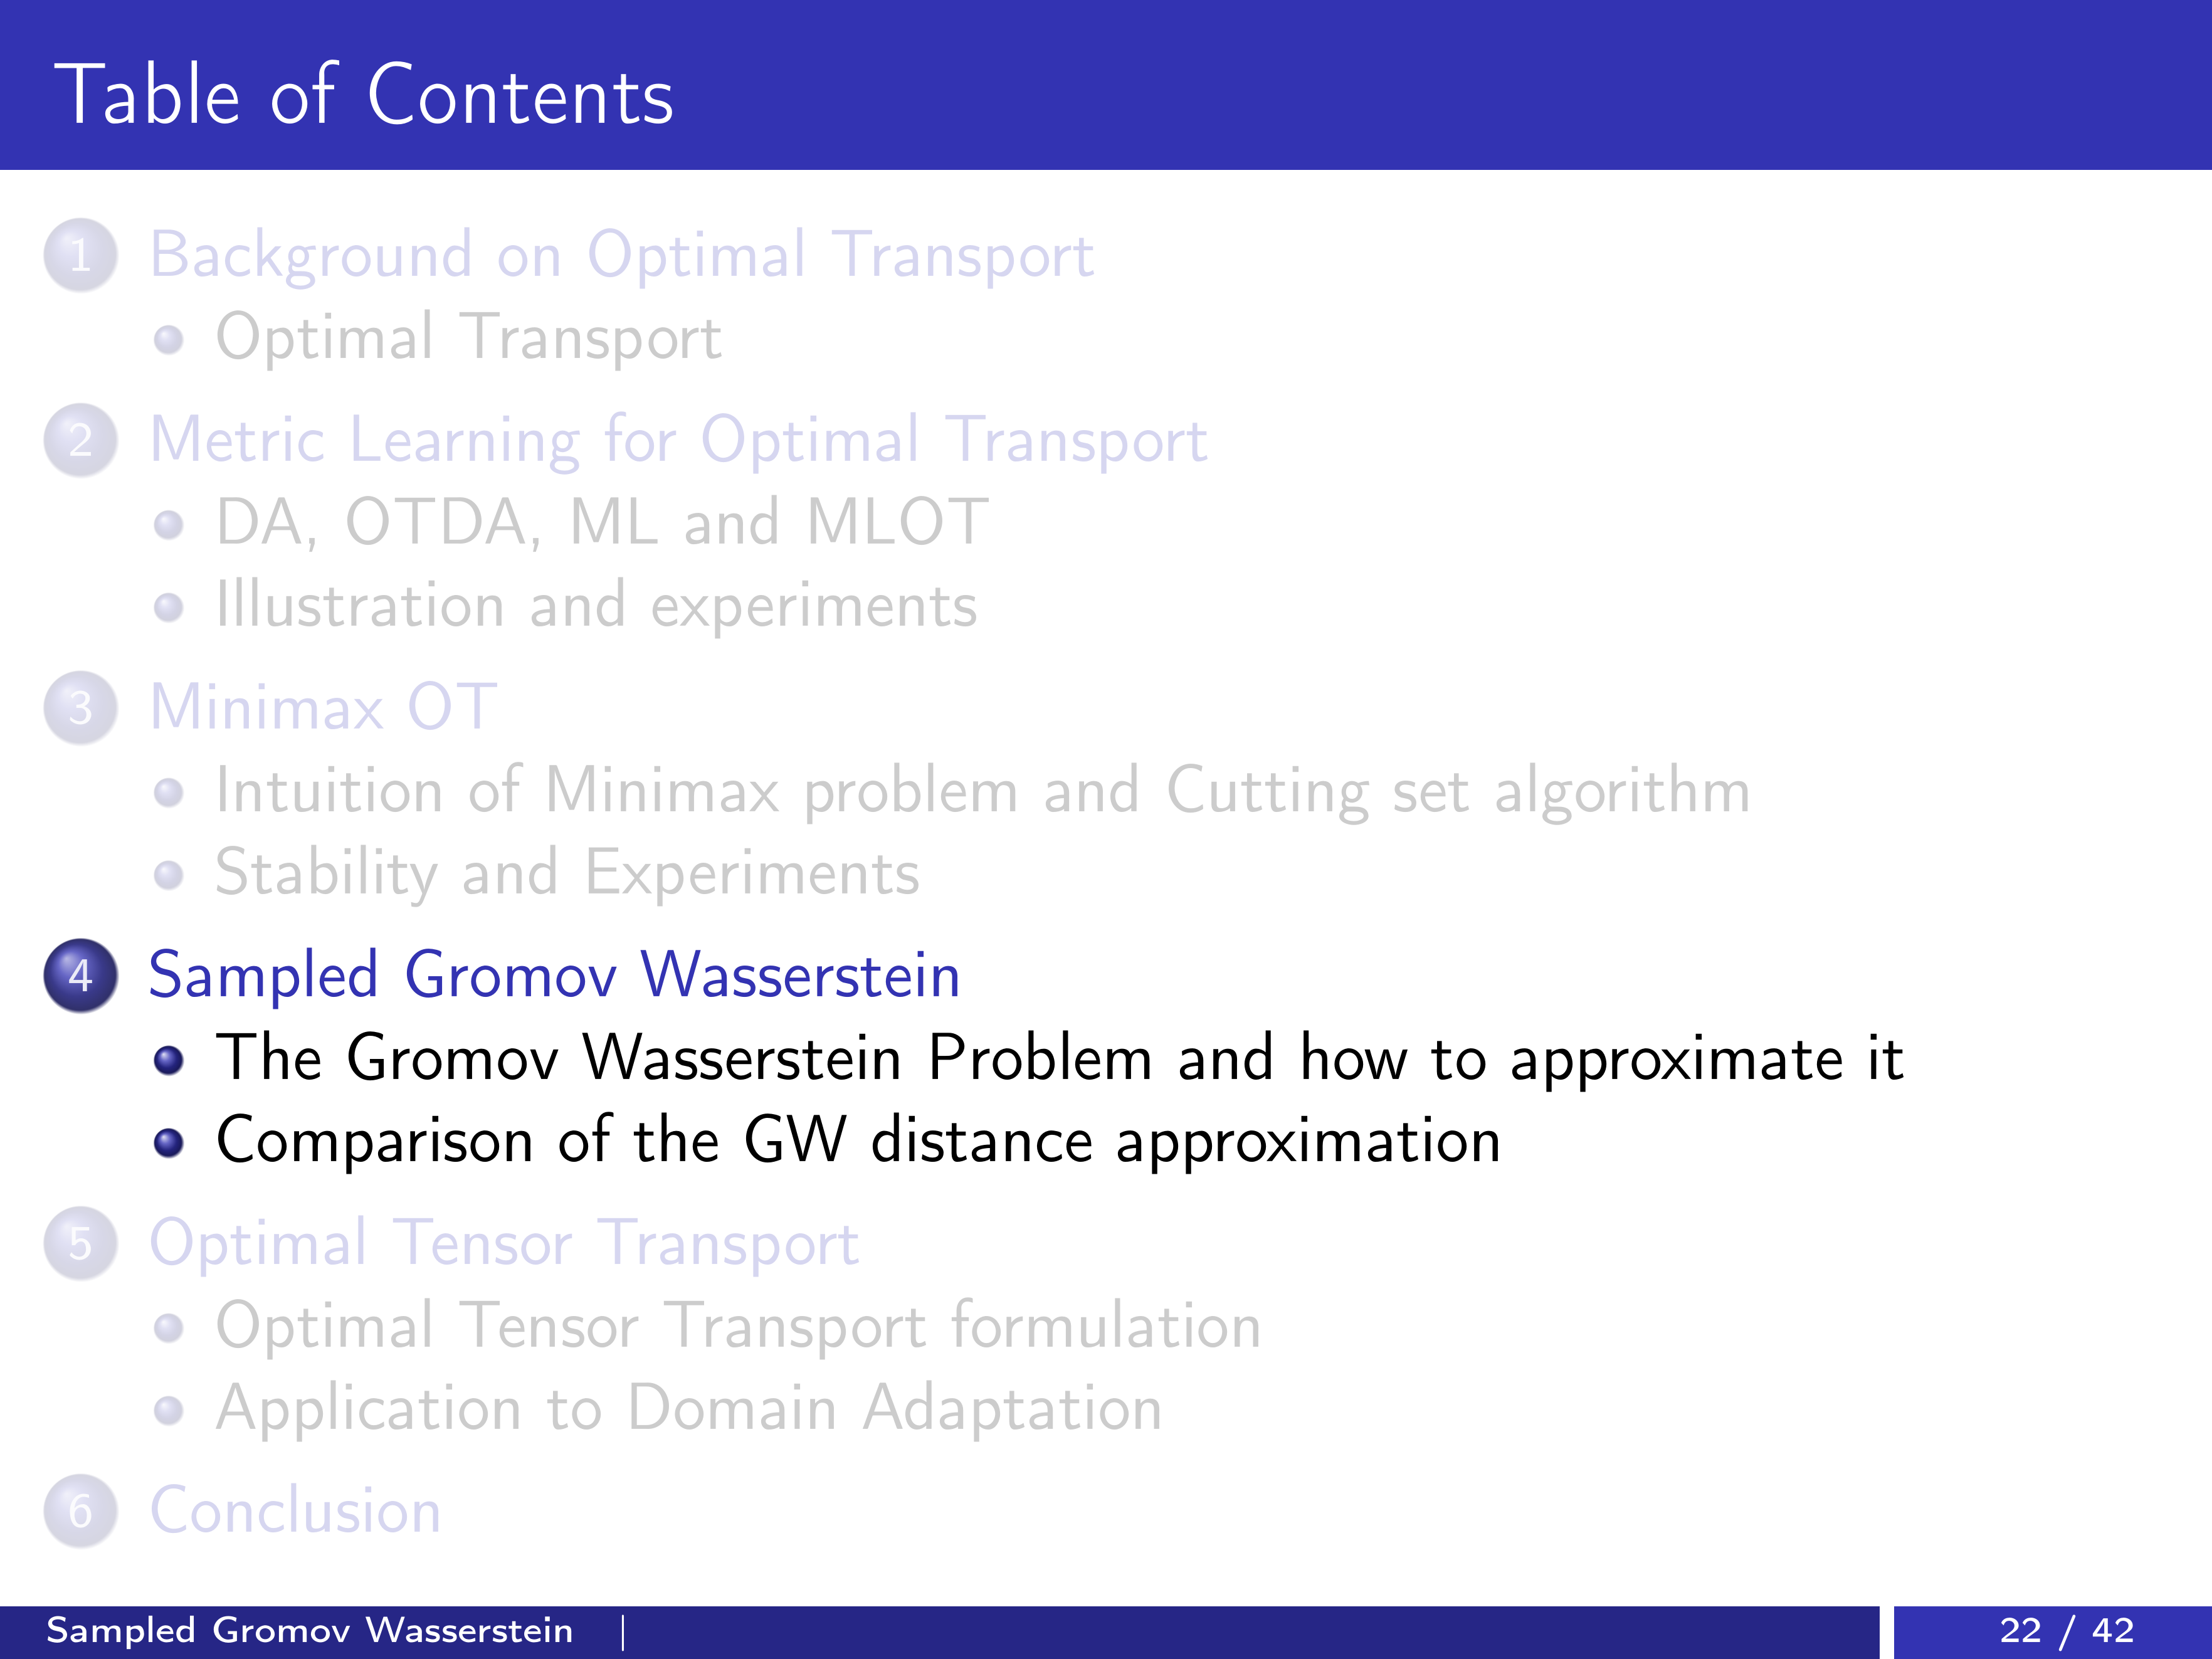 Table of Contents
1 Background on Optimal Transport
Optimal Transport
2 Metric Learning for Optimal Transport
DA, OTDA, ML and MLOT
Illustration and experiments
3 Minimax OT
Intuition of Minimax problem and Cutting set algorithm
Stability and Experiments
4 Sampled Gromov Wasserstein
The Gromov Wasserstein Problem and how to approximate it
Comparison of the GW distance approximation
5 Optimal Tensor Transport
Optimal Tensor Transport formulation
Application to Domain Adaptation
6 Conclusion
Sampled Gromov Wasserstein |
22 / 42